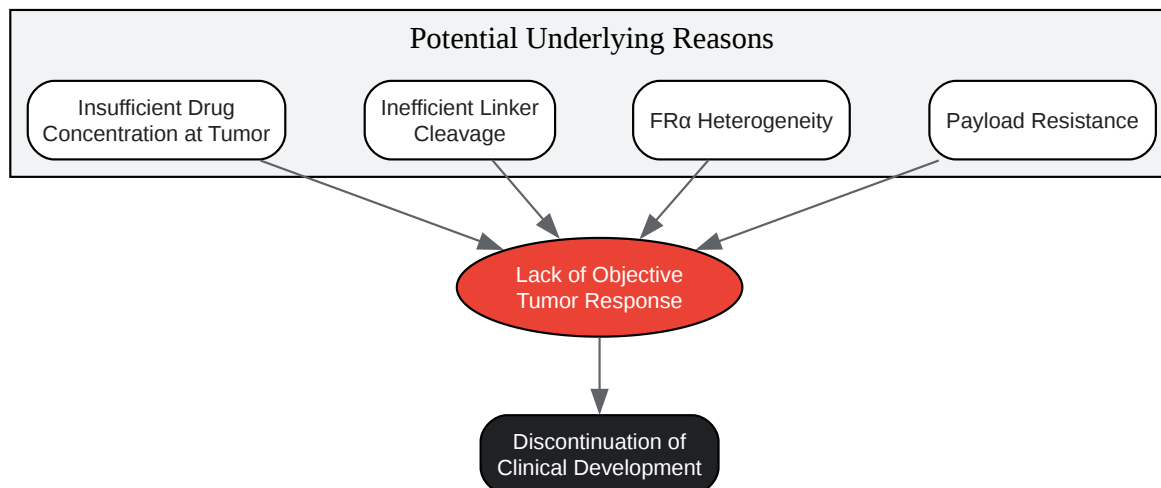 Potential Underlying Reasons
Insufficient Drug
Concentration at Tumor
Inefficient Linker
Cleavage
FRα Heterogeneity
Payload Resistance
Lack of Objective
Tumor Response
Discontinuation of
Clinical Development